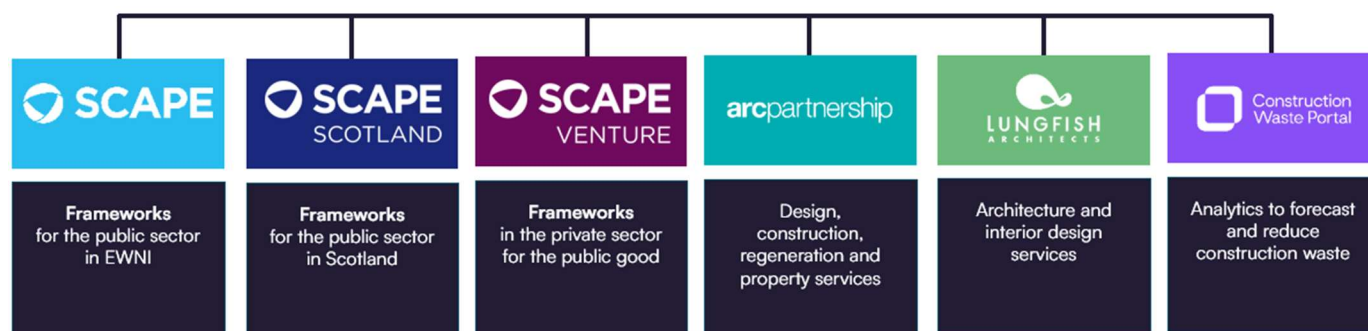 SCAPE
Frameworks
for the public sector
in EWNI
SCAPE
SCOTLAND
Frameworks
for the public sector
in Scotland
SCAPE
VENTURE
Frameworks
in the private sector
for the public good
arcpartnership
Design,
construction,
regeneration and
property services
LUNGFISH
ARCHITECTS
Architecture and
interior design
services
Construction
Waste Portal
Analytics to forecast
and reduce
construction waste